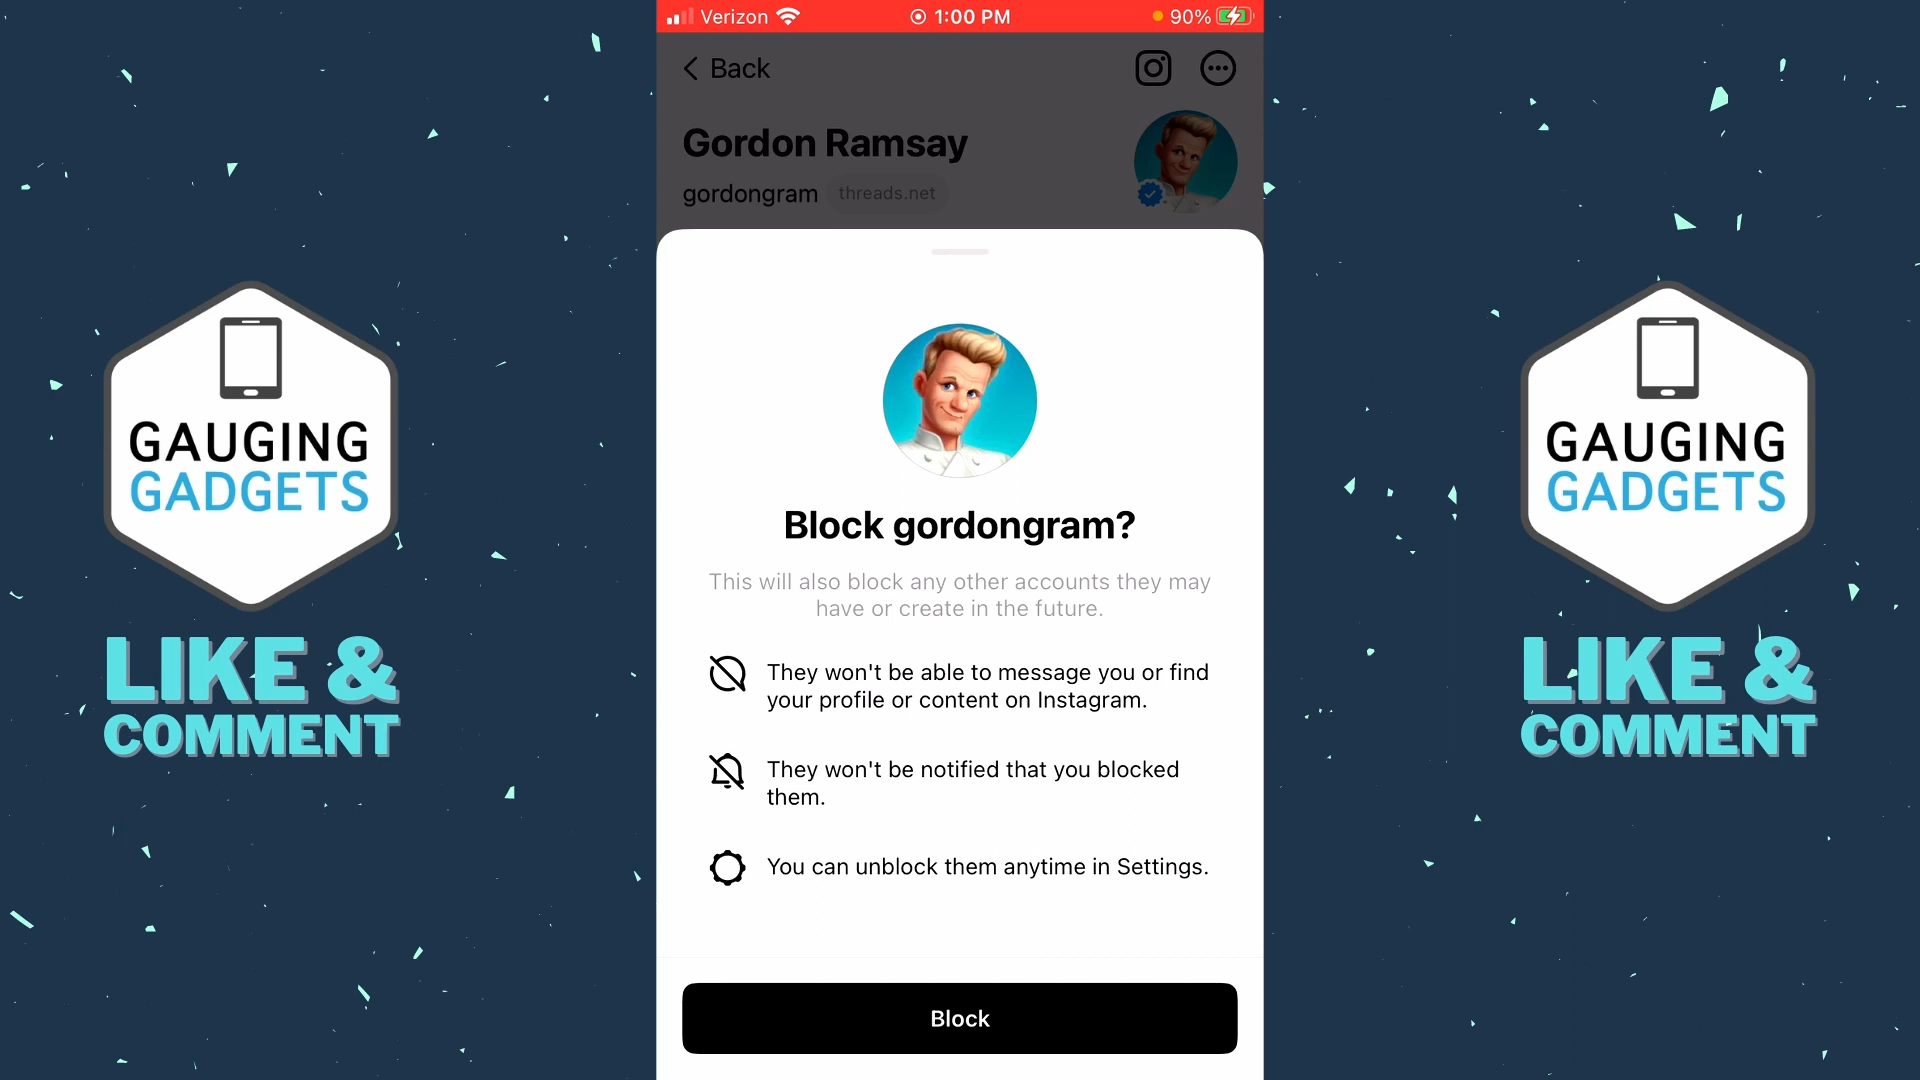 Verizon 1:00 PM 90%
Back
Gordon Ramsay
gordongram threads.net
Block gordongram?
This will also block any other accounts they may
have or create in the future.
They won't be able to message you or find
your profile or content on Instagram.
They won't be notified that you blocked
them.
You can unblock them anytime in Settings.
Block
GAUGING
GADGETS
LIKE &
COMMENT
GAUGING
GADGETS
LIKE &
COMMENT